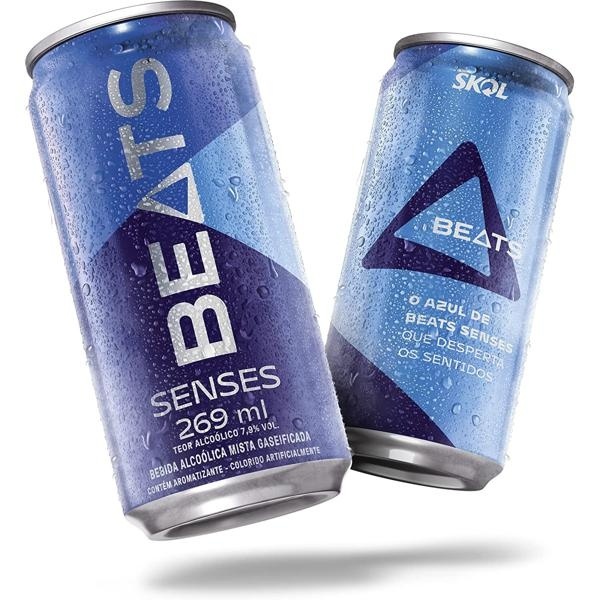 BEATS
SENSES
269 ml
TEOR ALCOÓLICO 7,9% VOL.
BEBIDA ALCOÓLICA MISTA GASEIFICADA
CONTÉM AROMATIZANTE - COLORIDO ARTIFICIALMENTE
SKOL
BEATS
O AZUL DE
BEATS SENSES
QUE DESPERTA
OS SENTIDOS